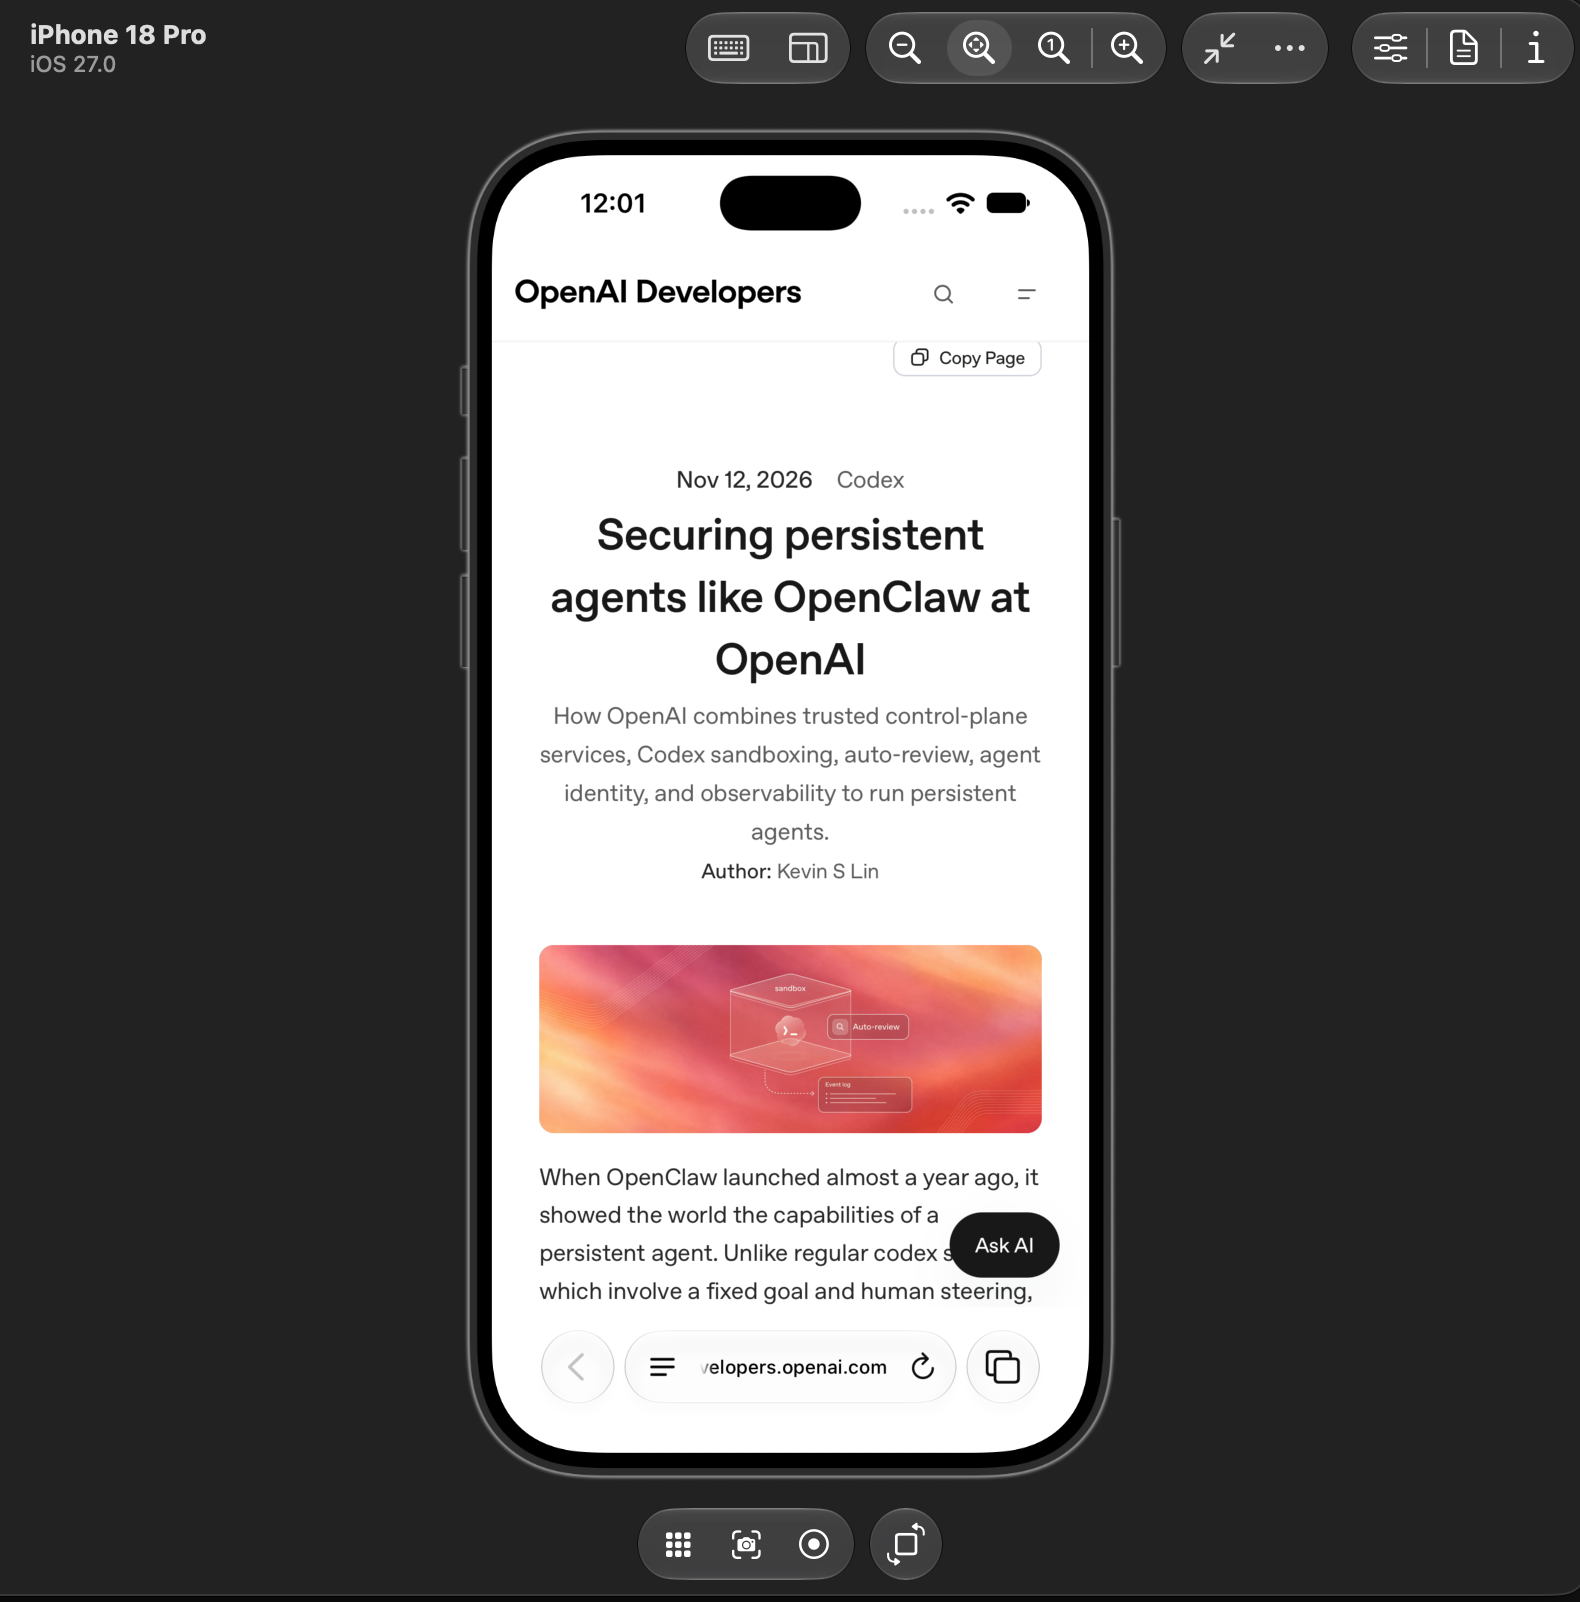 iPhone 18 Pro
iOS 27.0
12:01
OpenAI Developers
Copy Page
Nov 12, 2026 Codex
Securing persistent
agents like OpenClaw at
OpenAI
How OpenAI combines trusted control-plane
services, Codex sandboxing, auto-review, agent
identity, and observability to run persistent
agents.
Author: Kevin S Lin
sandbox
Auto-review
Event log
When OpenClaw launched almost a year ago, it
showed the world the capabilities of a
persistent agent. Unlike regular codex
Ask AI
which involve a fixed goal and human steering,
velopers.openai.com